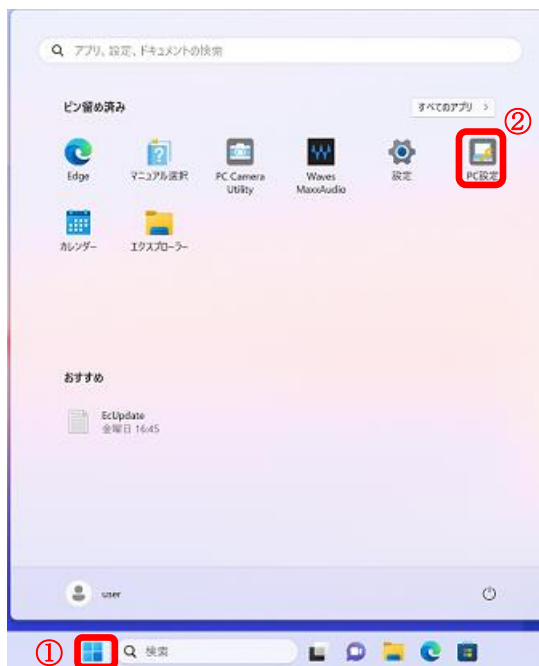 アプリ、設定、ドキュメントの検索
ピン留め済み
すべてのアプリ >
②
Edge
マニュアル選択
PC Camera
Utility
Waves
MaxxAudio
設定
PC設定
カレンダー
エクスプローラー
おすすめ
EcUpdate
金曜日 16:45
user
①
検索